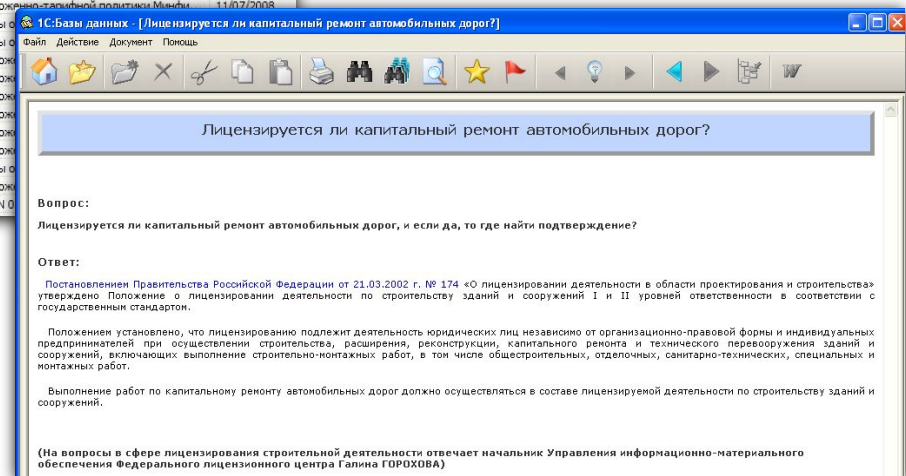 оженно-тарифной политики Минфи... 11/07/2008
1С:Базы данных - [Лицензируется ли капитальный ремонт автомобильных дорог?]
Файл Действие Документ Помощь
W
Лицензируется ли капитальный ремонт автомобильных дорог?
Вопрос:
Лицензируется ли капитальный ремонт автомобильных дорог, и если да, то где найти подтверждение?
Ответ:
Постановлением Правительства Российской Федерации от 21.03.2002 г. № 174 «О лицензировании деятельности в области проектирования и строительства»
утверждено Положение о лицензировании деятельности по строительству зданий и сооружений I и II уровней ответственности в соответствии с
государственным стандартом.
Положением установлено, что лицензированию подлежит деятельность юридических лиц независимо от организационно-правовой формы и индивидуальных
предпринимателей при осуществлении строительства, расширения, реконструкции, капитального ремонта и технического перевооружения зданий и
сооружений, включающих выполнение строительно-монтажных работ, в том числе общестроительных, отделочных, санитарно-технических, специальных и
монтажных работ.
Выполнение работ по капитальному ремонту автомобильных дорог должно осуществляться в составе лицензируемой деятельности по строительству зданий и
сооружений.
(На вопросы в сфере лицензирования строительной деятельности отвечает начальник Управления информационно-материального
обеспечения Федерального лицензионного центра Галина ГОРОХОВА)